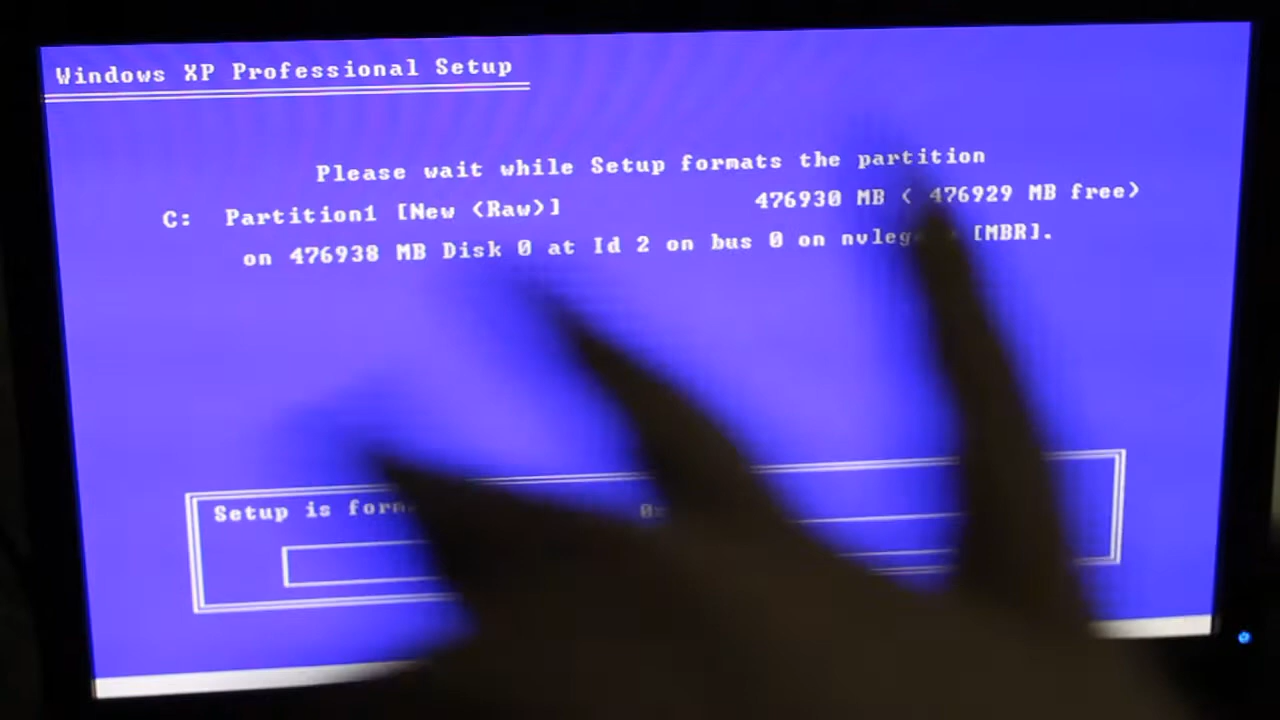 Windows XP Professional Setup
Please wait while Setup formats the partition
C: Partition1 [New <Raw>] 476930 MB ( 476929 MB free)
on 476938 MB Disk 0 at Id 2 on bus 0 on [MBR].
Setup is